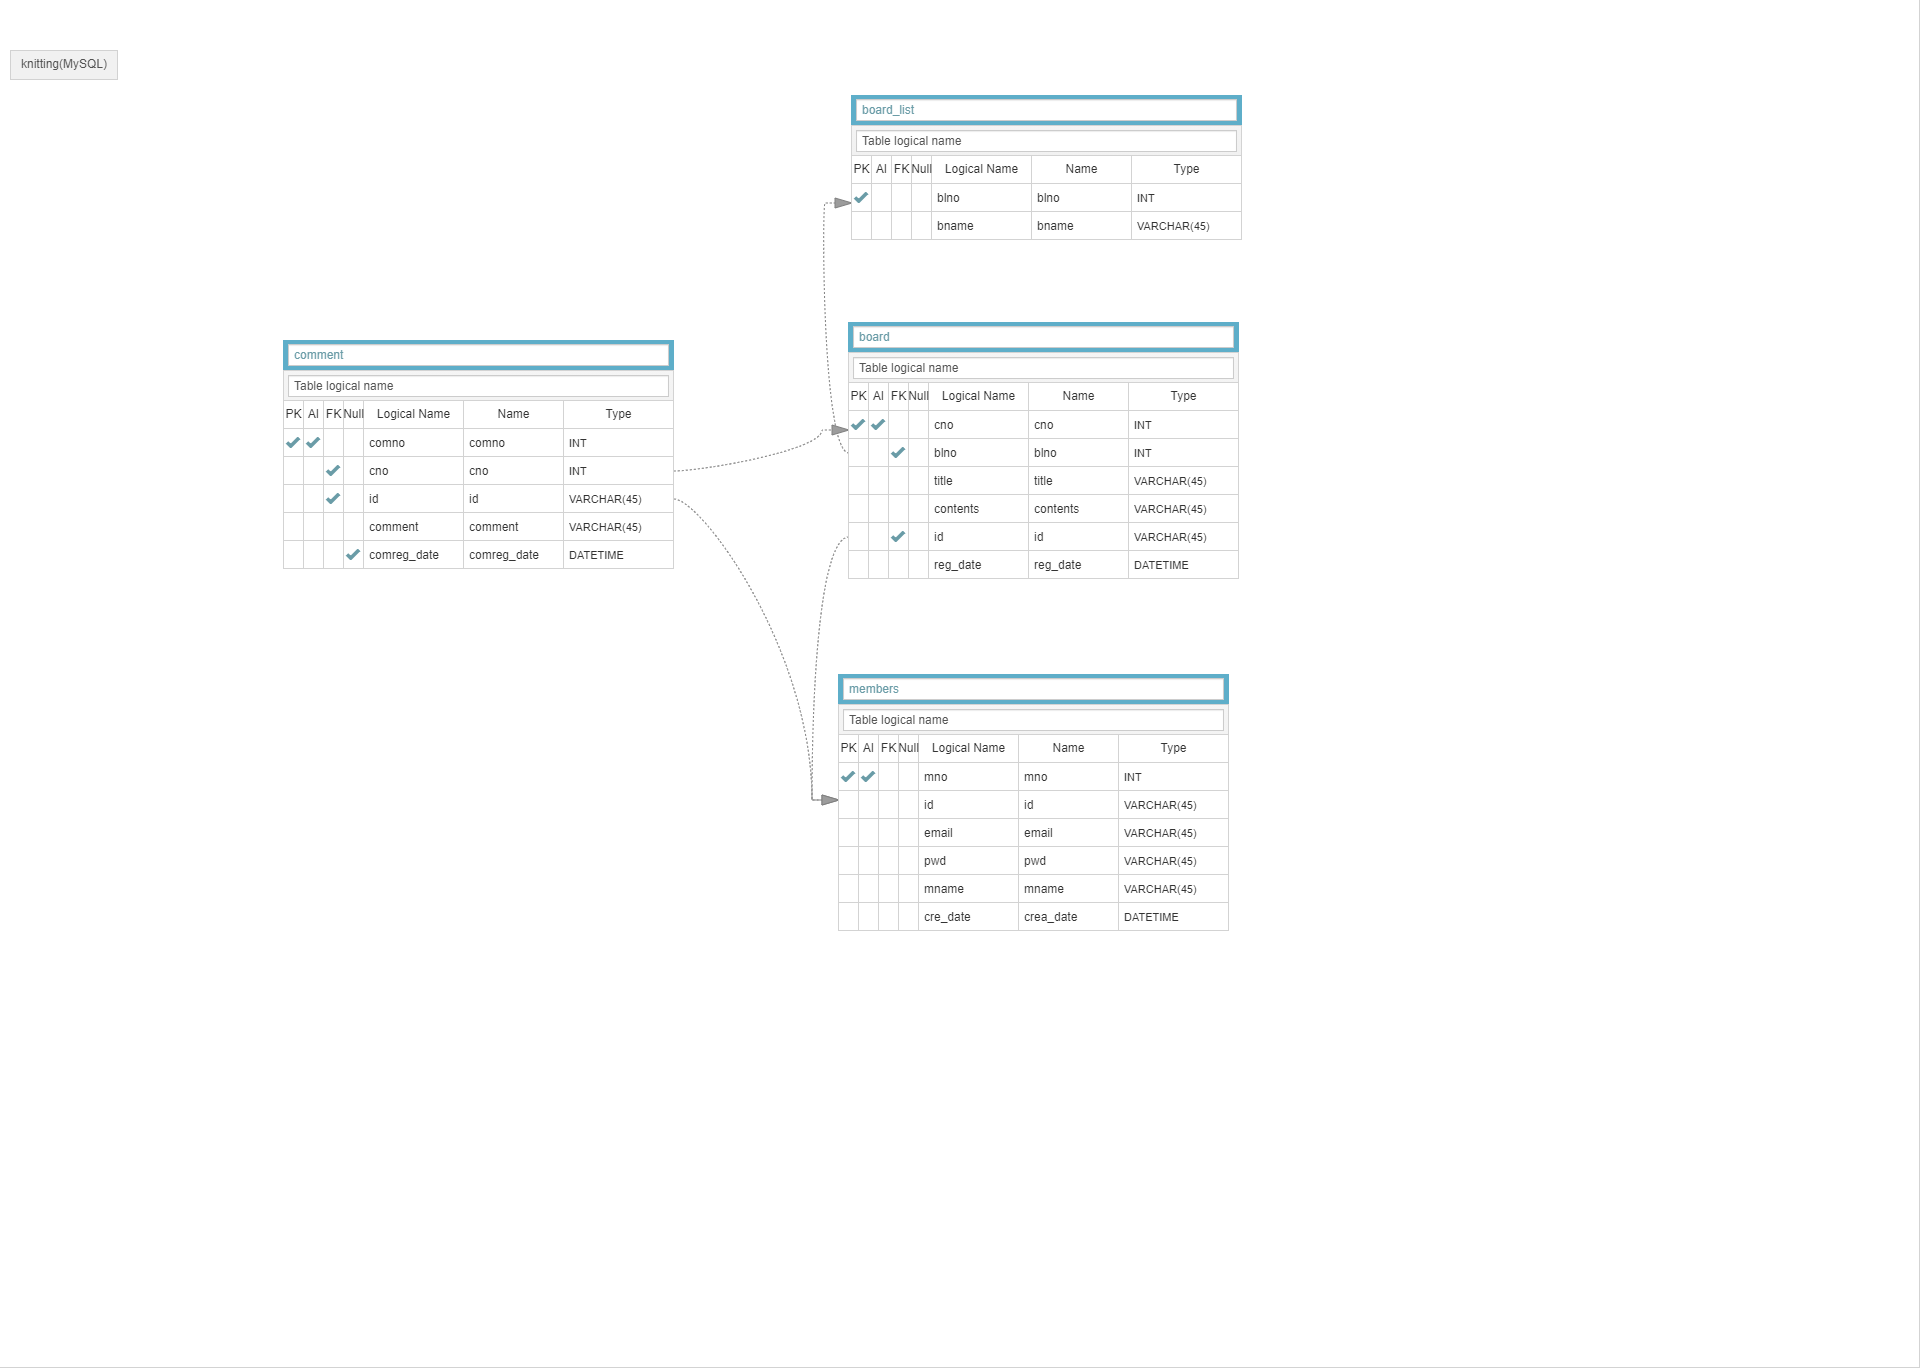 knitting(MySQL)
board_list
Table logical name
PK AI FK Null Logical Name Name Type
blno blno INT
bname bname VARCHAR(45)
comment
Table logical name
PK AI FK Null Logical Name Name Type
comno comno INT
cno cno INT
id id VARCHAR(45)
comment comment VARCHAR(45)
comreg_date comreg_date DATETIME
board
Table logical name
PK AI FK Null Logical Name Name Type
cno cno INT
blno blno INT
title title VARCHAR(45)
contents contents VARCHAR(45)
id id VARCHAR(45)
reg_date reg_date DATETIME
members
Table logical name
PK AI FK Null Logical Name Name Type
mno mno INT
id id VARCHAR(45)
email email VARCHAR(45)
pwd pwd VARCHAR(45)
mname mname VARCHAR(45)
cre_date crea_date DATETIME